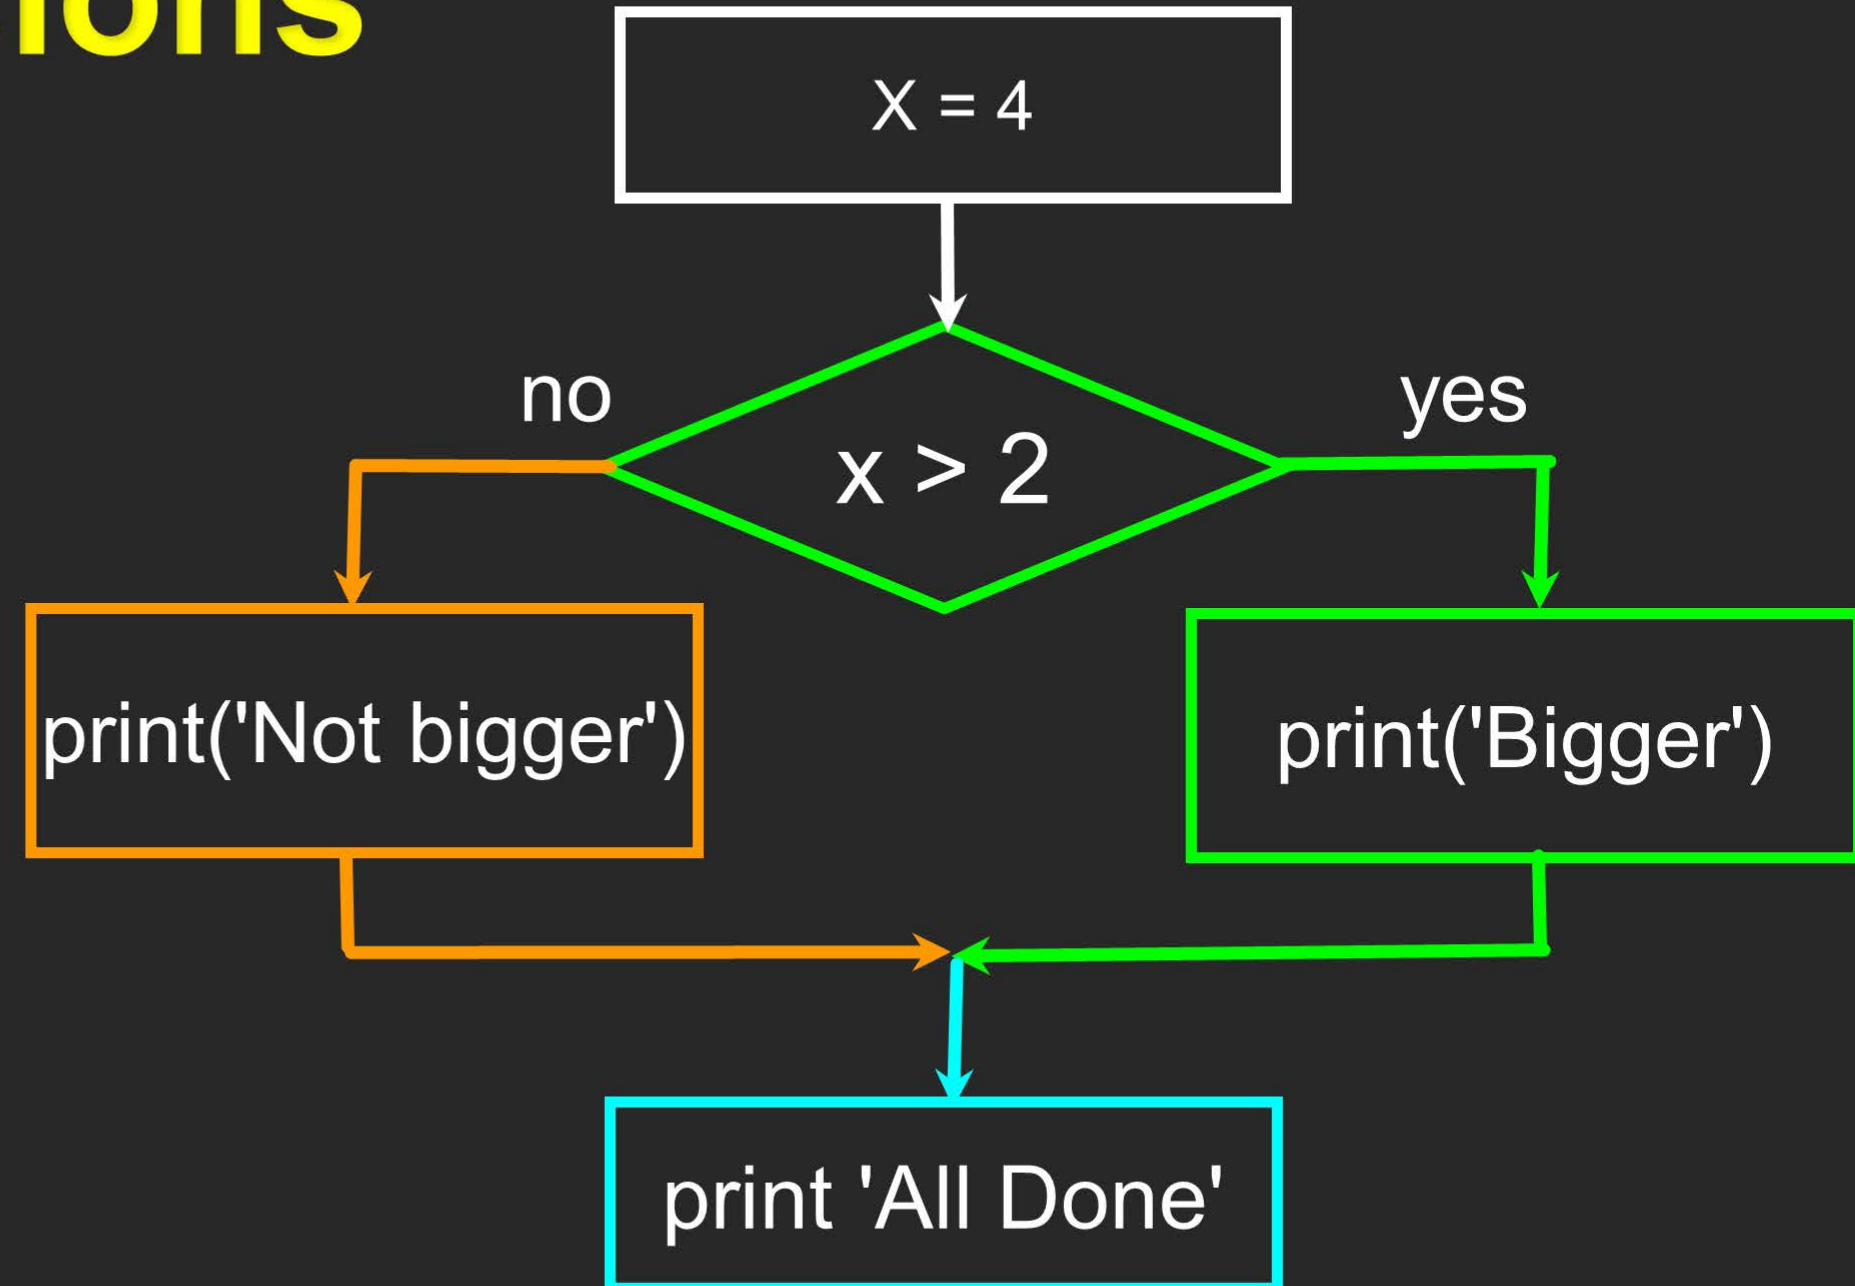 X = 4
no
yes
x > 2
print('Not bigger')
print('Bigger')
print 'All Done'